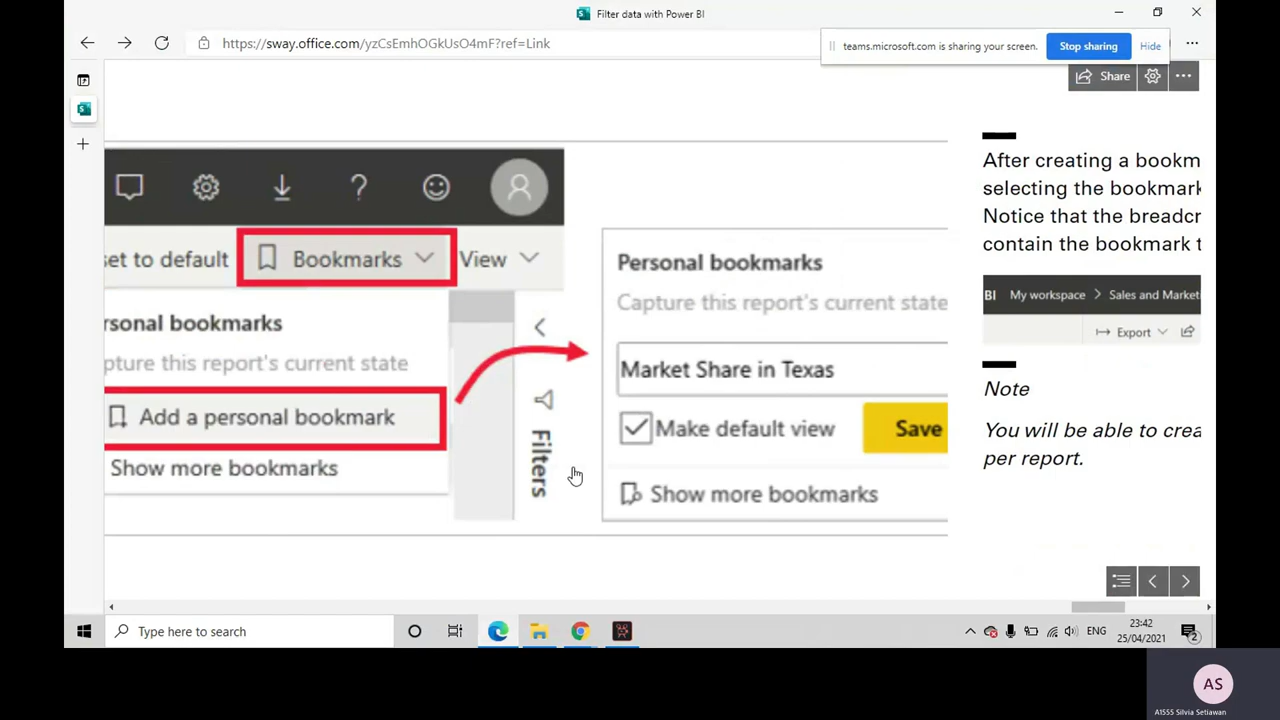 Filter data with Power BI
https://sway.office.com/yzCsEmhOGkUsO4mF?ref=Link
teams.microsoft.com is sharing your screen.
Stop sharing
Hide
Share
set to default
Bookmarks
View
rsonal bookmarks
pture this report's current state
Add a personal bookmark
Show more bookmarks
Filters
Personal bookmarks
Capture this report's current state
Market Share in Texas
Make default view
Save
Show more bookmarks
After creating a bookm
selecting the bookmark
Notice that the breadcr
contain the bookmark t
BI My workspace > Sales and Market
Export
Note
You will be able to crea
per report.
Type here to search
ENG
23:42
25/04/2021
2
AS
A1555 Silvia Setiawan